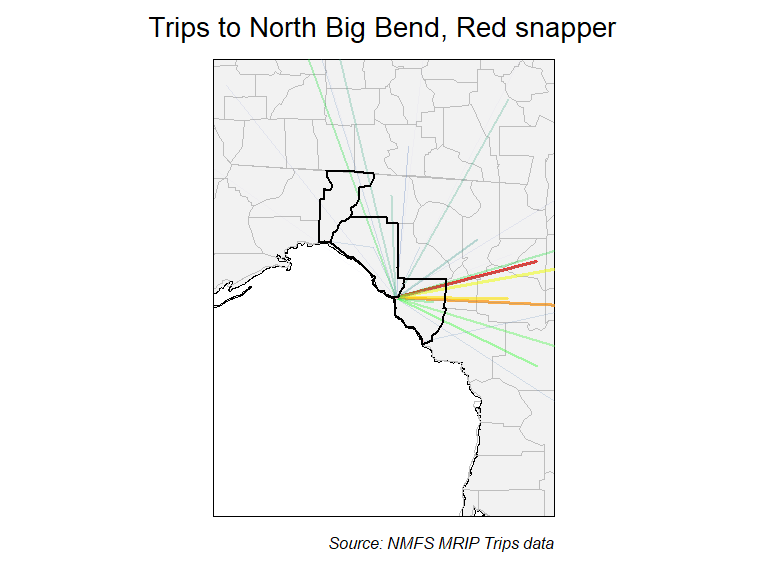 Trips to North Big Bend, Red snapper
Source: NMFS MRIP Trips data